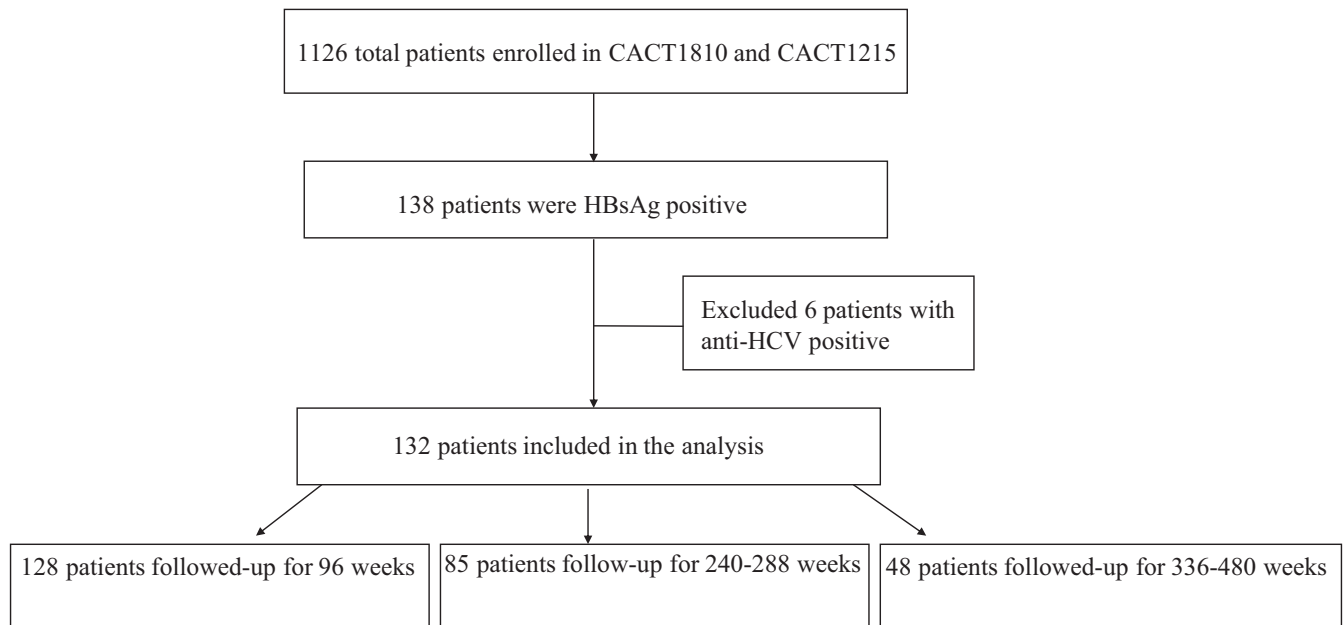 1126 total patients enrolled in CACT1810 and CACT1215
138 patients were HBsAg positive
Excluded 6 patients with
anti-HCV positive
132 patients included in the analysis
128 patients followed-up for 96 weeks
85 patients follow-up for 240-288 weeks
48 patients followed-up for 336-480 weeks